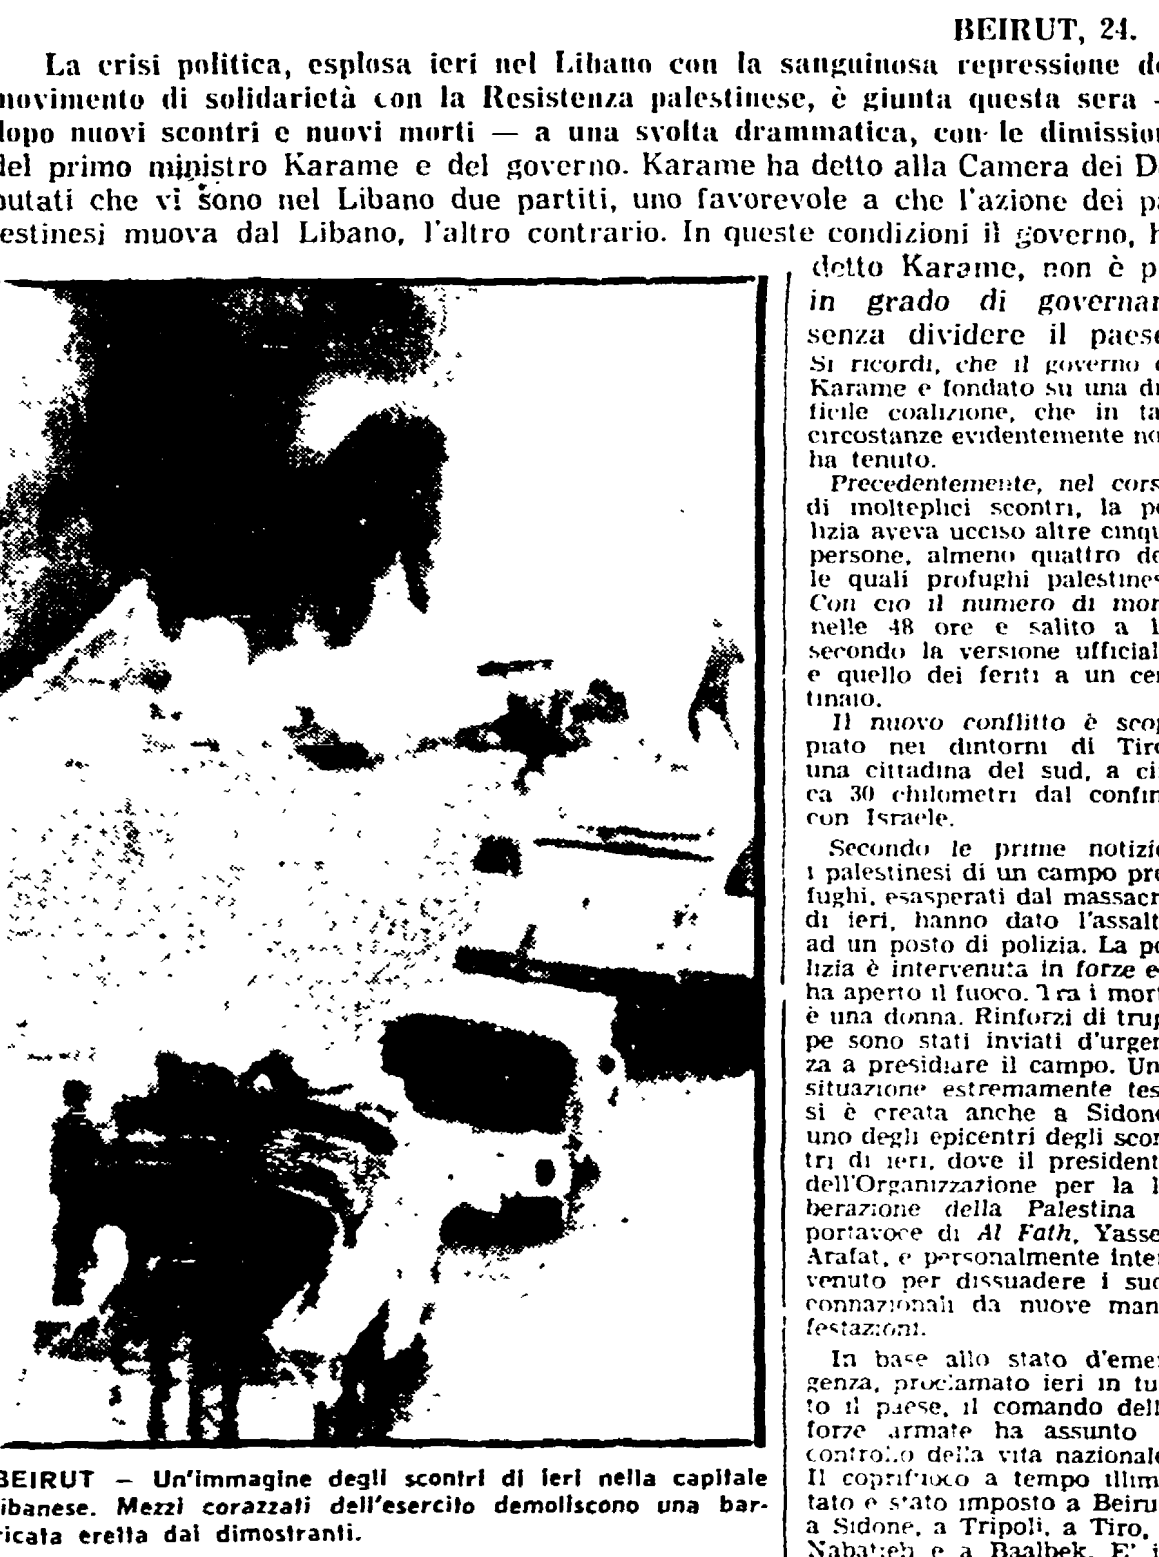 BEIRUT, 24.
La crisi politica, esplosa ieri nel Libano con la sanguinosa repressione de
movimento di solidarietà con la Resistenza palestinese, è giunta questa sera -
dopo nuovi scontri e nuovi morti — a una svolta drammatica, con le dimission
del primo ministro Karame e del governo. Karame ha detto alla Camera dei De
putati che vi sono nel Libano due partiti, uno favorevole a che l'azione dei pa
estinesi muova dal Libano, l'altro contrario. In queste condizioni il governo, h
detto Karame, non è p
in grado di governar
senza dividere il paese
Si ricordi, che il governo d
Karame e fondato su una di
ficile coalizione, che in ta
circostanze evidentemente no
ha tenuto.
Precedentemente, nel cors
di molteplici scontri, la po
lizia aveva ucciso altre cinqu
persone, almeno quattro de
le quali profughi palestines
Con cio il numero di mor
nelle 48 ore e salito a 1
secondo la versione ufficial
e quello dei feriti a un cen
tinaio.
Il nuovo conflitto è scop
piato nei dintorni di Tiro
una cittadina del sud, a ci
ca 30 chilometri dal confin
con Israele.
Secondo le prime notizie
i palestinesi di un campo pro
fughi, esasperati dal massacr
di ieri, hanno dato l'assalt
ad un posto di polizia. La po
lizia è intervenuta in forze e
ha aperto il fuoco. Tra i mort
è una donna. Rinforzi di trup
pe sono stati inviati d'urgen
za a presidiare il campo. Un
situazione estremamente tes
si è creata anche a Sidone
uno degli epicentri degli scon
tri di ieri, dove il president
dell'Organizzazione per la li
berazione della Palestina
portavoce di Al Fath, Yasse
Arafat, e personalmente inter
venuto per dissuadere i suo
connazionali da nuove mani
festazioni.
In base allo stato d'emer
genza, proclamato ieri in tut
to il paese, il comando dell
forze armate ha assunto
controllo della vita nazionale
Il coprifuoco a tempo illimi
tato e stato imposto a Beiru
a Sidone, a Tripoli, a Tiro,
Nabatieh e a Baalbek. E' i
BEIRUT — Un'immagine degli scontri di ieri nella capitale
libanese. Mezzi corazzati dell'esercito demoliscono una bar-
ricata eretta dai dimostranti.